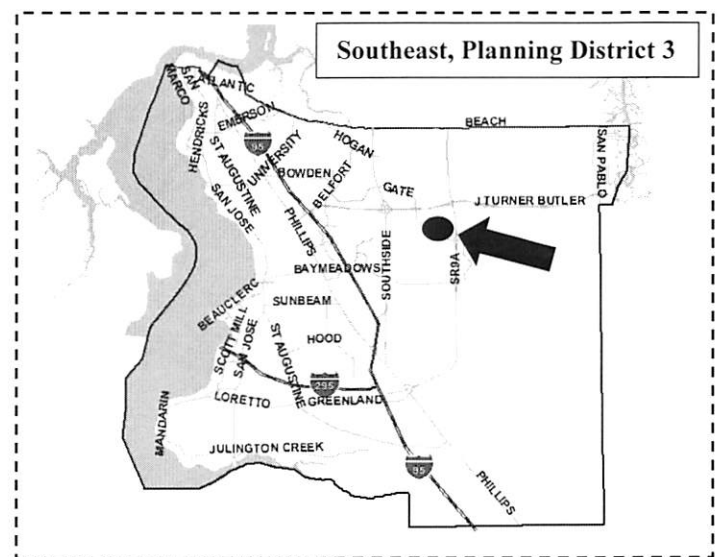 Southeast, Planning District 3
SAN
MARCO
ATLANTIC
EMERSON
HENDRICKS
95
UNIVERSITY
ST AUGUSTINE
HOGAN
BEACH
SAN PABLO
BOWDEN
BELFORT
GATE
J TURNER BUTLER
SAN JOSE
PHILLIPS
SOUTHSIDE
SR9A
BAYMEADOWS
BEAUCLERC
SUNBEAM
SCOTT MILL
SAN JOSE
ST AUGUSTINE
HOOD
295
LORETTO
GREENLAND
MANDARIN
JULINGTON CREEK
95
PHILLIPS